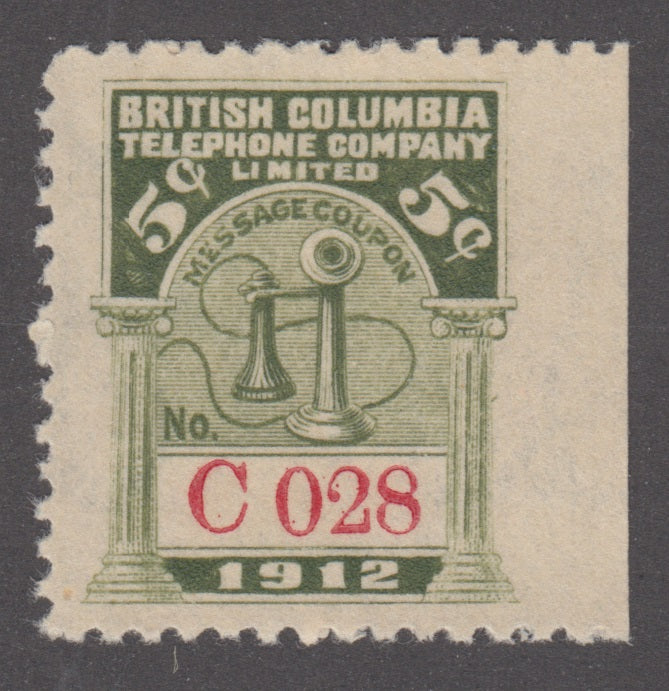 BRITISH COLUMBIA
TELEPHONE COMPANY
LIMITED
5¢ 5¢
MESSAGE COUPON
No.
C 028
1912